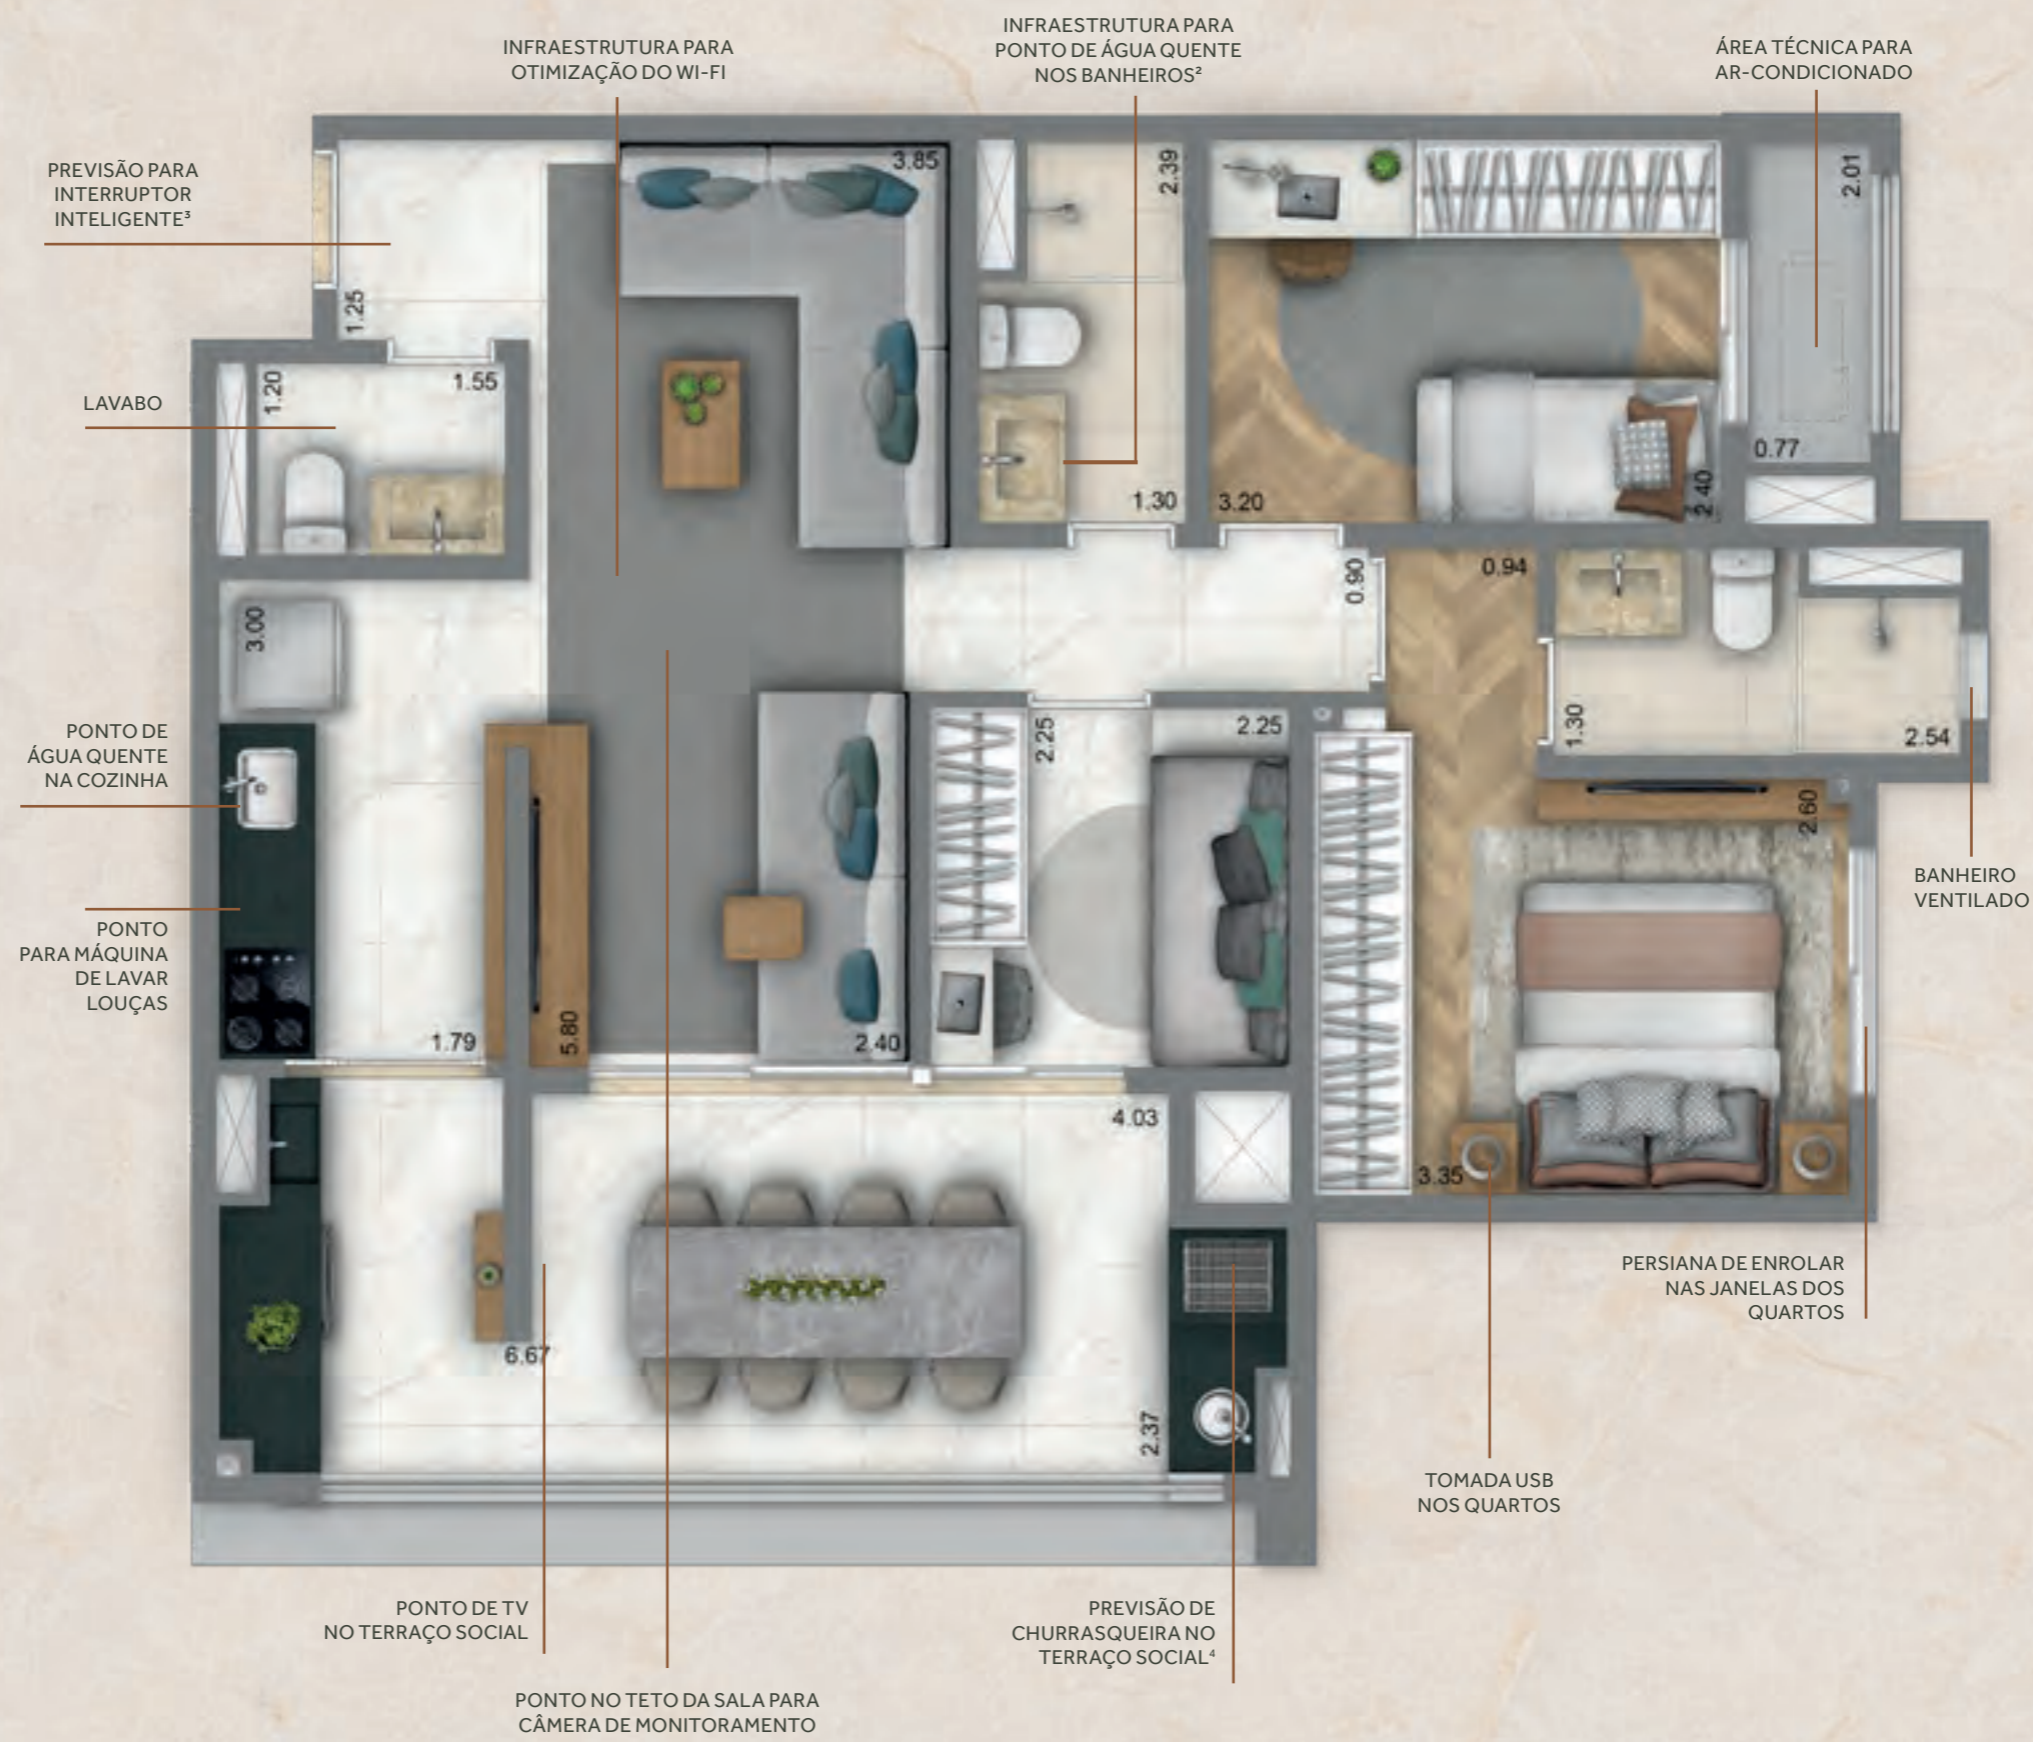 INFRAESTRUTURA PARA
OTIMIZAÇÃO DO WI-FI
INFRAESTRUTURA PARA
PONTO DE ÁGUA QUENTE
NOS BANHEIROS²
ÁREA TÉCNICA PARA
AR-CONDICIONADO
PREVISÃO PARA
INTERRUPTOR
INTELIGENTE³
3.85
2.39
2.01
1.25
LAVABO
1.20
1.55
0.77
1.30
3.20
2.40
0.90
0.94
3.00
PONTO DE
ÁGUA QUENTE
NA COZINHA
2.25
2.25
1.30
2.54
2.60
BANHEIRO
VENTILADO
PONTO
PARA MÁQUINA
DE LAVAR
LOUÇAS
1.79
5.80
2.40
4.03
3.35
6.67
2.37
PERSIANA DE ENROLAR
NAS JANELAS DOS
QUARTOS
TOMADA USB
NOS QUARTOS
PONTO DE TV
NO TERRAÇO SOCIAL
PREVISÃO DE
CHURRASQUEIRA NO
TERRAÇO SOCIAL⁴
PONTO NO TETO DA SALA PARA
CÂMERA DE MONITORAMENTO